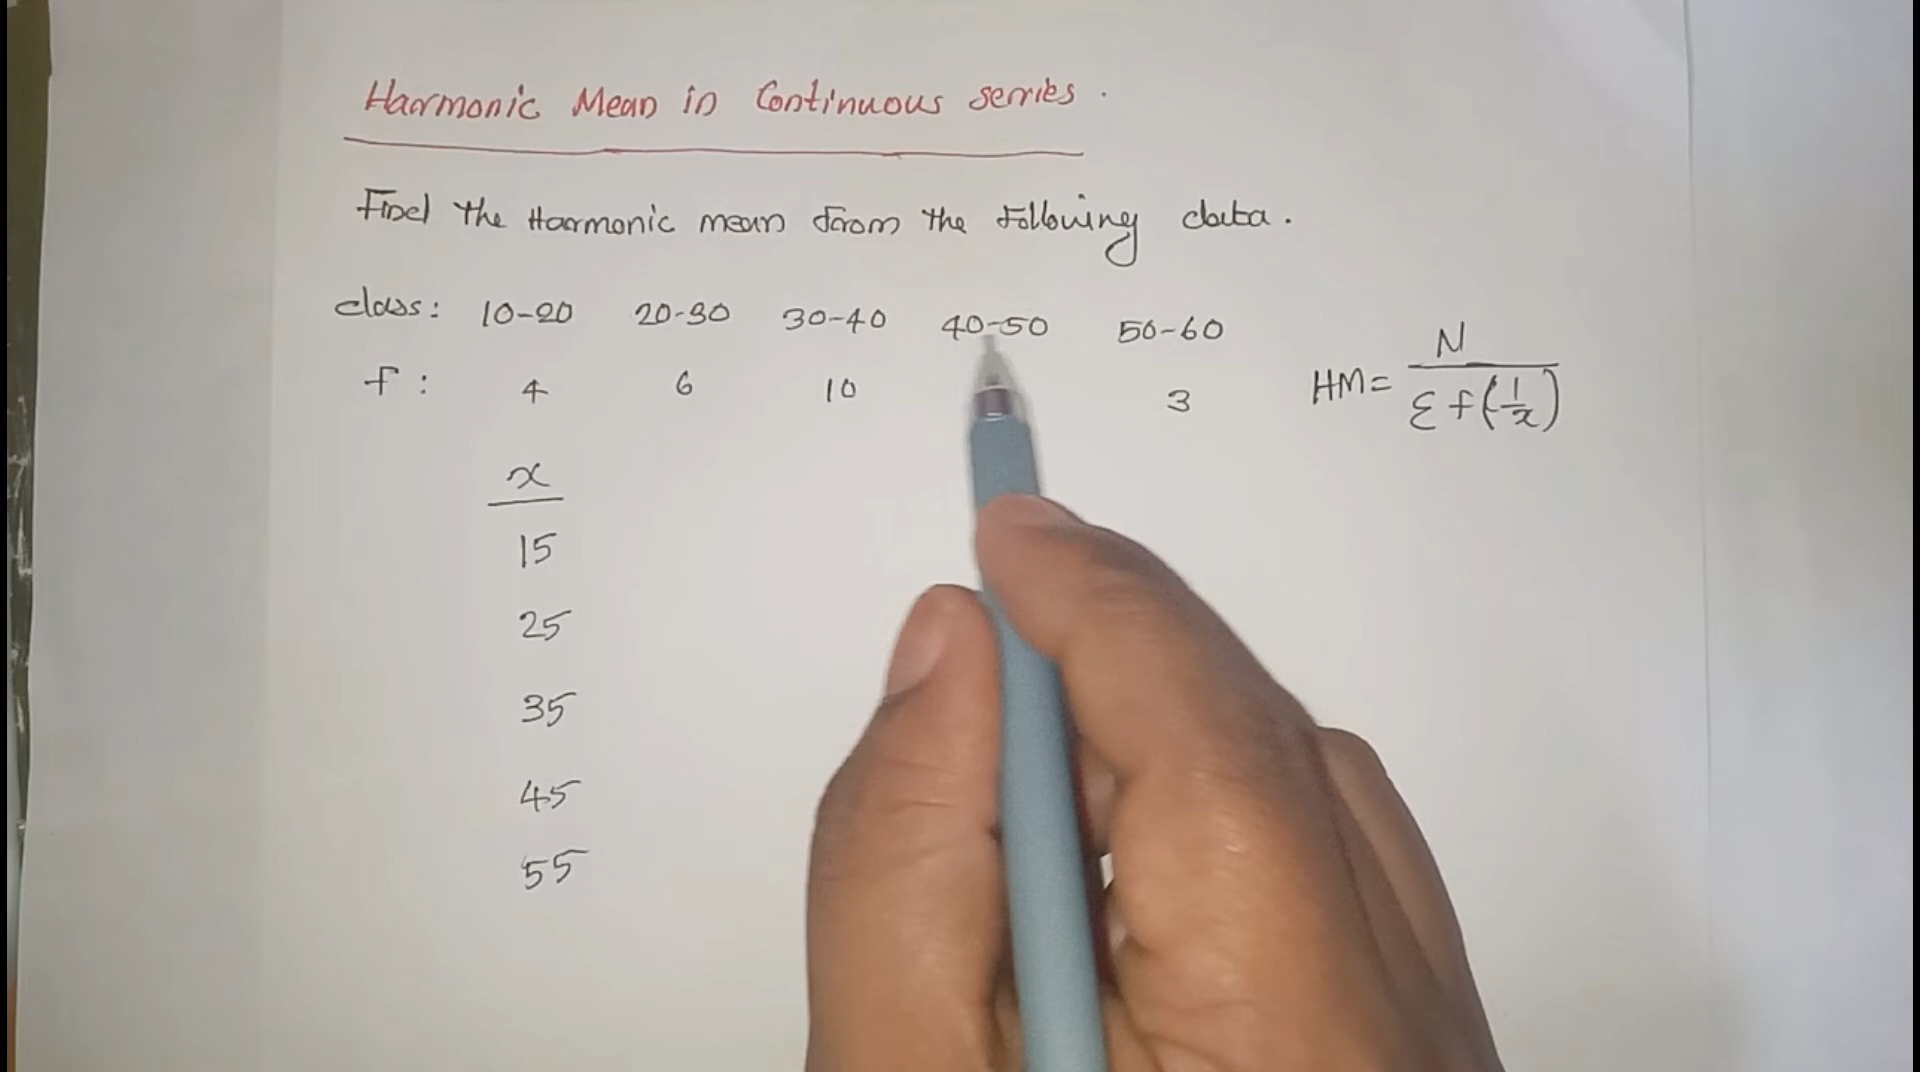 Harmonic Mean in Continuous series.
Find the Harmonic mean from the following data.
class: 10-20 20-30 30-40 40-50 50-60
f: 4 6 10 3
HM = N / Σf(1/x)
x
15
25
35
45
55